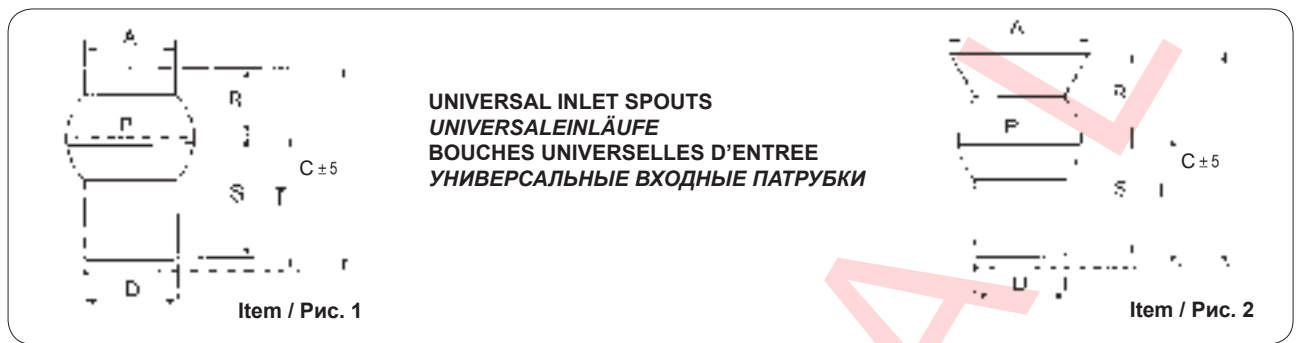 A
R
P
C ± 5
S
T
D
Item / Рис. 1
UNIVERSAL INLET SPOUTS
UNIVERSALEINLÄUFE
BOUCHES UNIVERSELLES D’ENTREE
УНИВЕРСАЛЬНЫЕ ВХОДНЫЕ ПАТРУБКИ
A
R
P
C ± 5
S
D
Item / Рис. 2